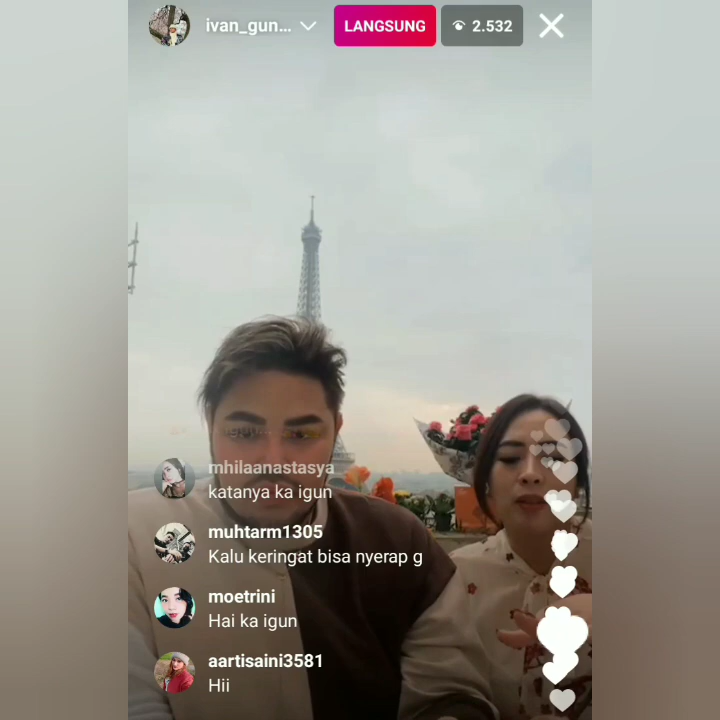 ivan_gun...
LANGSUNG
2.532
mhilaanastasya
katanya ka igun
muhtarm1305
Kalu keringat bisa nyerap g
moetrini
Hai ka igun
aartisaini3581
Hii